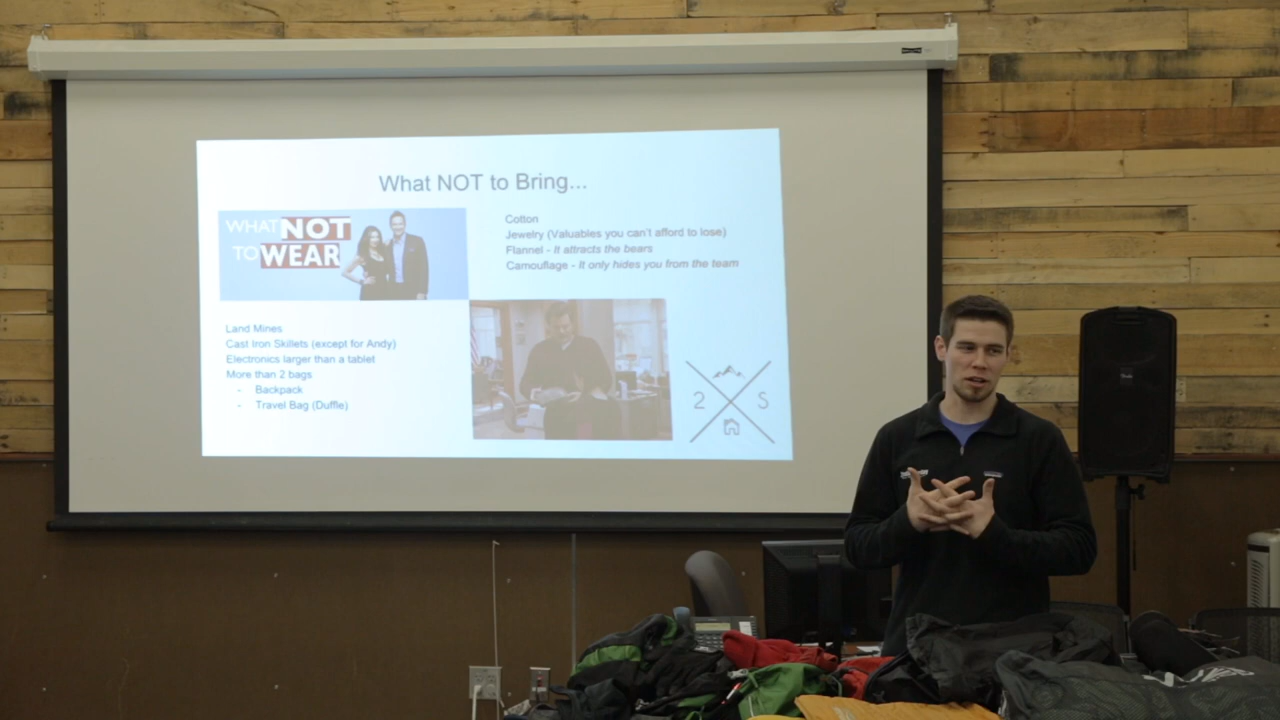 What NOT to Bring...
WHAT NOT
TO WEAR
Cotton
Jewelry (Valuables you can't afford to lose)
Flannel - It attracts the bears
Camouflage - It only hides you from the team
Land Mines
Cast Iron Skillets (except for Andy)
Electronics larger than a tablet
More than 2 bags
- Backpack
- Travel Bag (Duffle)
2 S